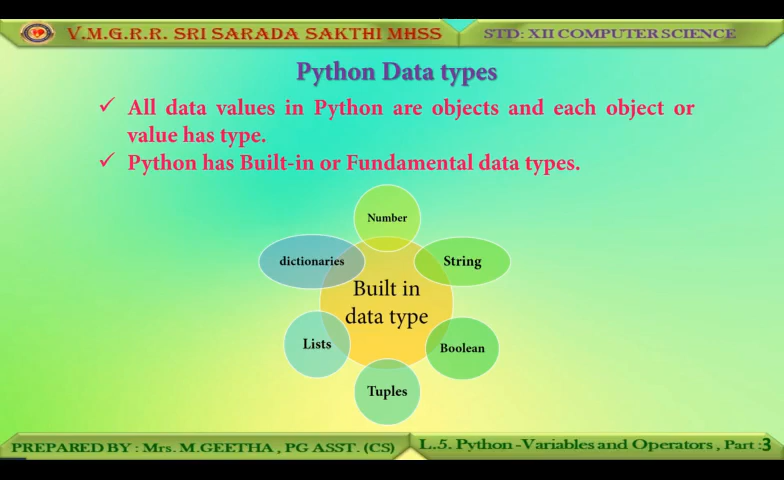 V.M.G.R.R. SRI SARADA SAKTHI MHSS
STD: XII COMPUTER SCIENCE
Python Data types
✓ All data values in Python are objects and each object or
value has type.
✓ Python has Built-in or Fundamental data types.
Number
dictionaries
String
Built in
data type
Lists
Boolean
Tuples
PREPARED BY : Mrs. M.GEETHA , PG ASST. (CS)
L.5. Python -Variables and Operators , Part :3